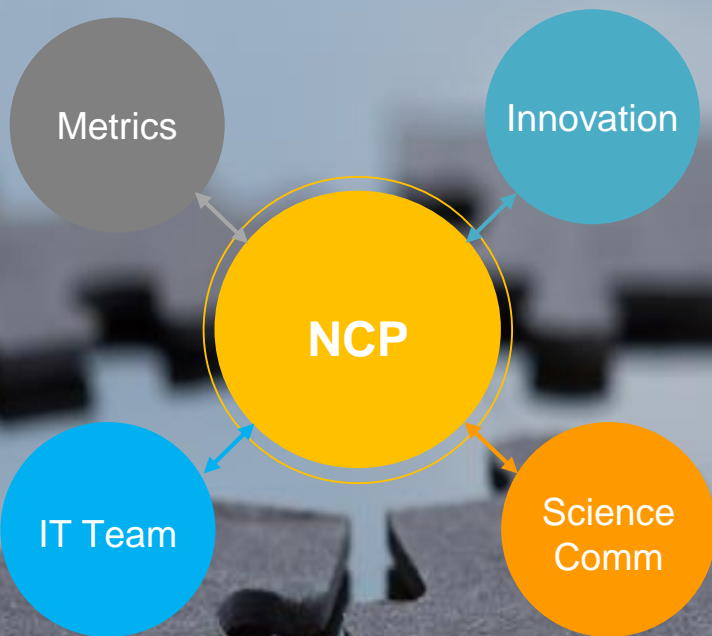 Metrics
Innovation
NCP
IT Team
Science
Comm